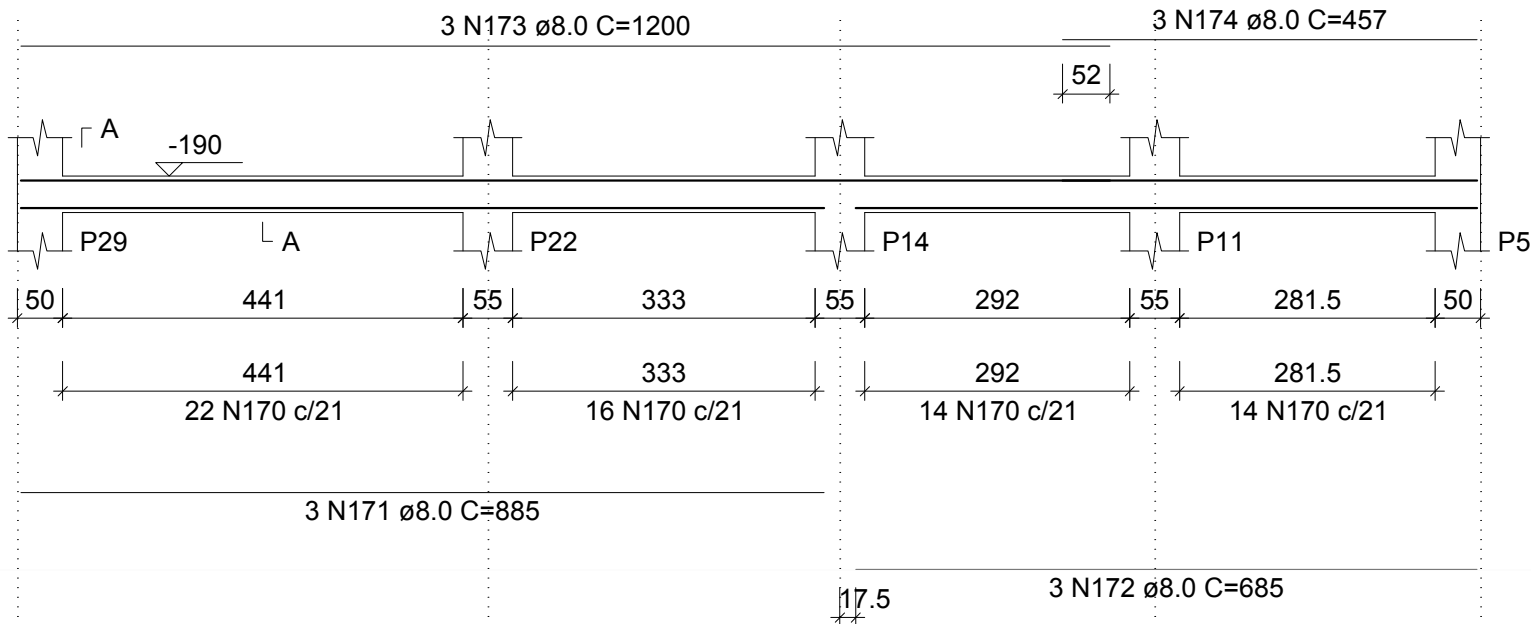 3 N173 ø8.0 C=1200
3 N174 ø8.0 C=457
52
A
-190
A
P29
P22
P14
P11
P5
50
441
55
333
55
292
55
281.5
50
441
333
292
281.5
22 N170 c/21
16 N170 c/21
14 N170 c/21
14 N170 c/21
3 N171 ø8.0 C=885
3 N172 ø8.0 C=685
17.5